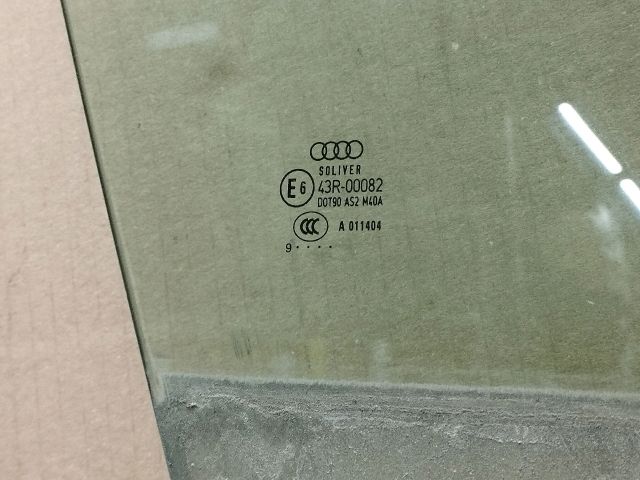 SOLIVER
E6 43R-00082
DOT90 AS2 M40A
CCC A 011404
9 · · · ·